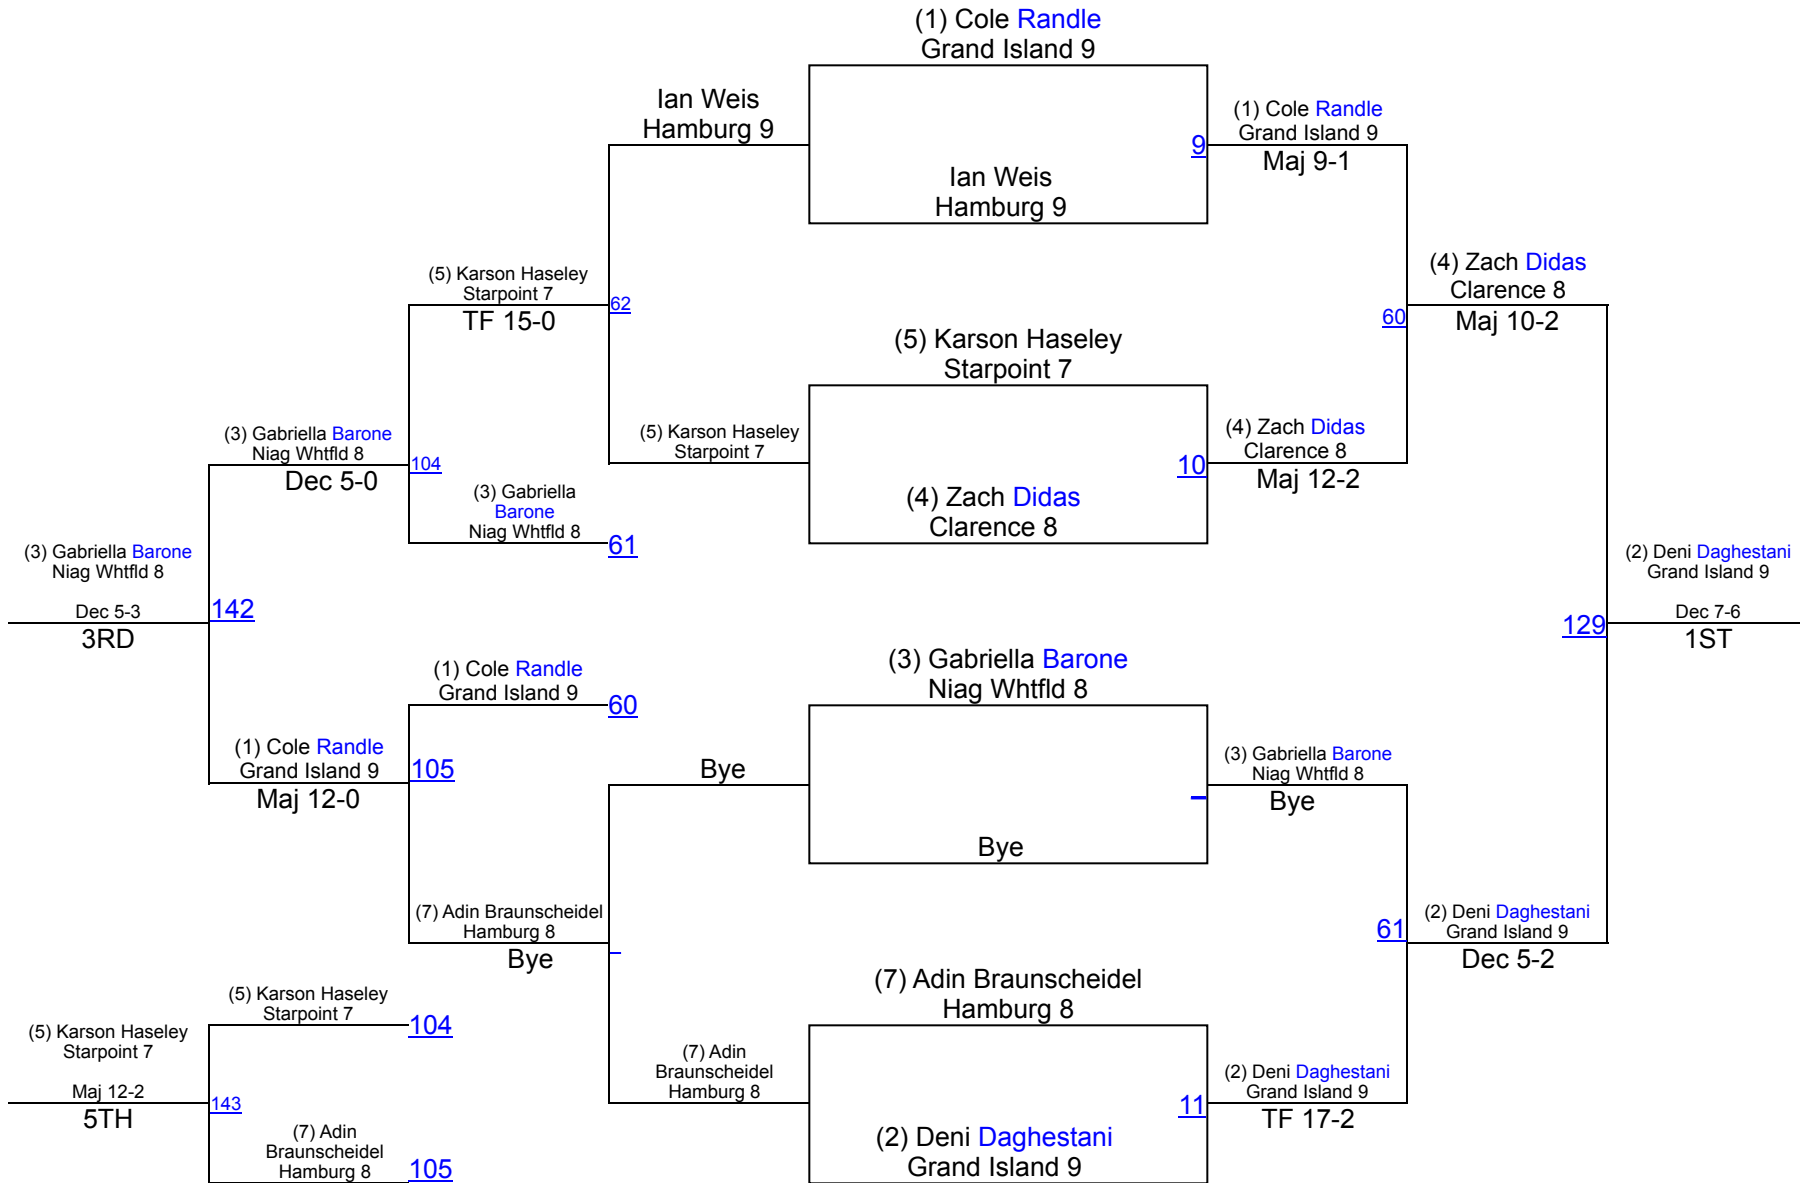 (1) Cole Randle
Grand Island 9
Ian Weis
Hamburg 9
(1) Cole Randle
Grand Island 9
9
Maj 9-1
Ian Weis
Hamburg 9
(4) Zach Didas
Clarence 8
Maj 10-2
(5) Karson Haseley
Starpoint 7
TF 15-0
62
60
(5) Karson Haseley
Starpoint 7
(5) Karson Haseley
Starpoint 7
(4) Zach Didas
Clarence 8
10
Maj 12-2
(3) Gabriella Barone
Niag Whtfld 8
Dec 5-0
104
(3) Gabriella
Barone
Niag Whtfld 8
61
(4) Zach Didas
Clarence 8
(3) Gabriella Barone
Niag Whtfld 8
Dec 5-3
3RD
142
(2) Deni Daghestani
Grand Island 9
129
Dec 7-6
1ST
(1) Cole Randle
Grand Island 9
60
(3) Gabriella Barone
Niag Whtfld 8
(1) Cole Randle
Grand Island 9
Maj 12-0
105
Bye
(3) Gabriella Barone
Niag Whtfld 8
Bye
Bye
(7) Adin Braunscheidel
Hamburg 8
Bye
61
(2) Deni Daghestani
Grand Island 9
Dec 5-2
(7) Adin Braunscheidel
Hamburg 8
(5) Karson Haseley
Starpoint 7
104
(5) Karson Haseley
Starpoint 7
Maj 12-2
5TH
143
(7) Adin
Braunscheidel
Hamburg 8
105
(7) Adin
Braunscheidel
Hamburg 8
(2) Deni Daghestani
Grand Island 9
11
TF 17-2
(2) Deni Daghestani
Grand Island 9